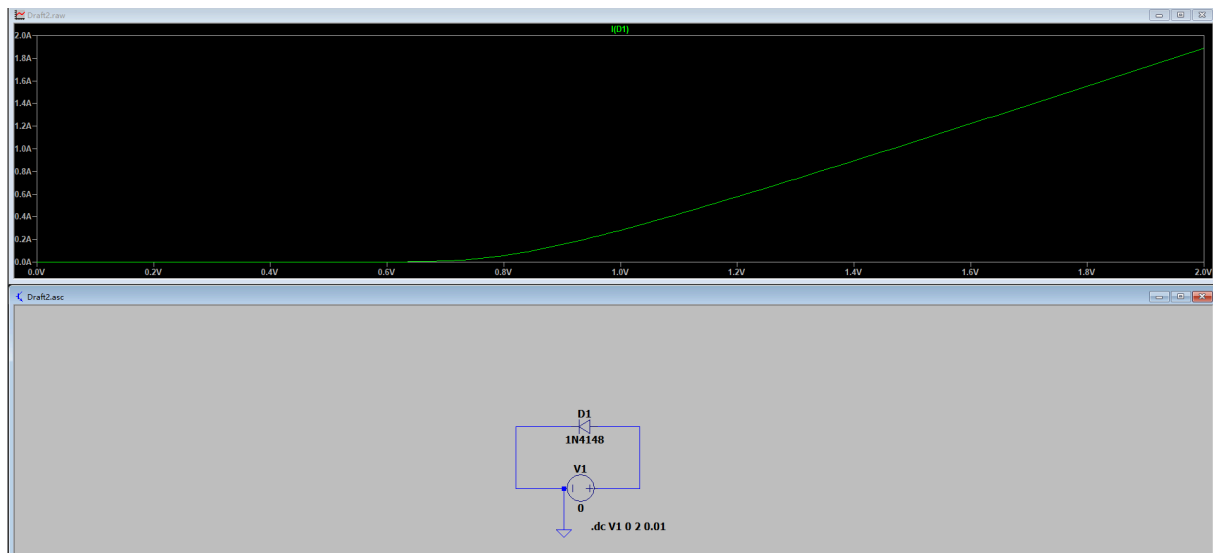 Draft2.raw
I(D1)
2.0A
1.8A
1.6A
1.4A
1.2A
1.0A
0.8A
0.6A
0.4A
0.2A
0.0A
0.0V 0.2V 0.4V 0.6V 0.8V 1.0V 1.2V 1.4V 1.6V 1.8V 2.0V
Draft2.asc
D1
1N4148
V1
0
.dc V1 0 2 0.01